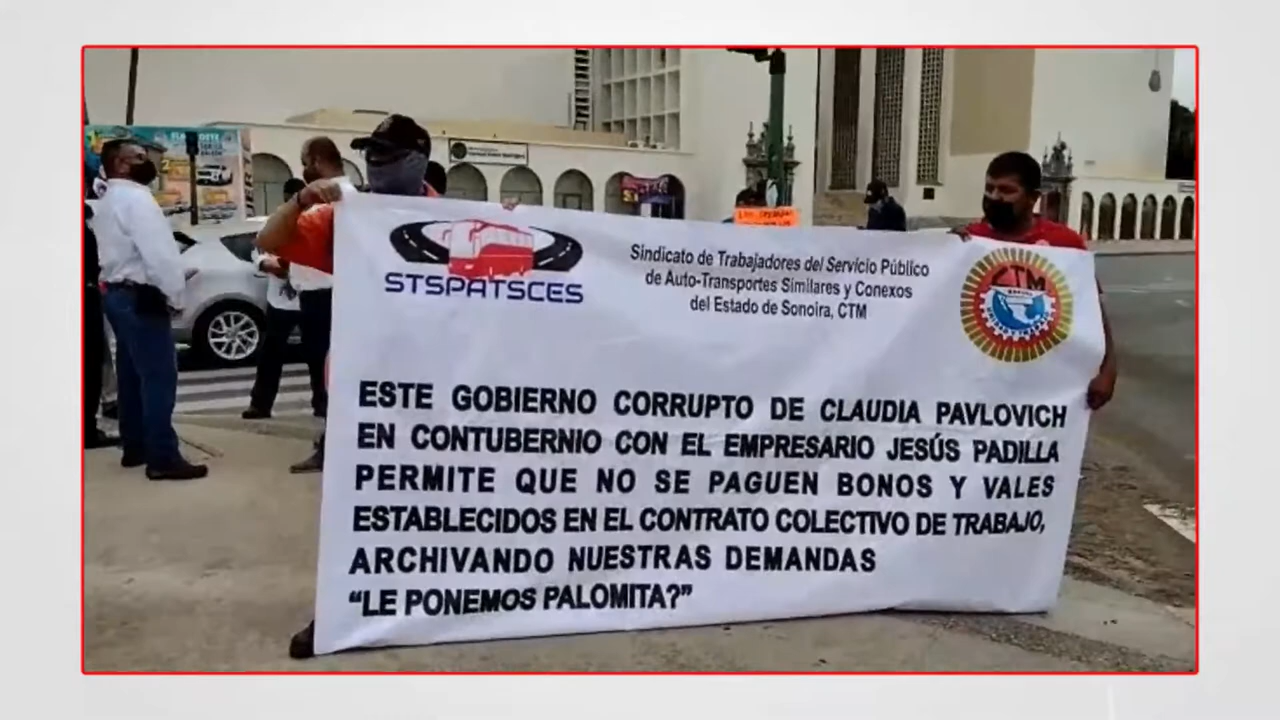 STSPATSCES
Sindicato de Trabajadores del Servicio Público
de Auto-Transportes Similares y Conexos
del Estado de Sonoira, CTM
CTM
ESTE GOBIERNO CORRUPTO DE CLAUDIA PAVLOVICH
EN CONTUBERNIO CON EL EMPRESARIO JESÚS PADILLA
PERMITE QUE NO SE PAGUEN BONOS Y VALES
ESTABLECIDOS EN EL CONTRATO COLECTIVO DE TRABAJO,
ARCHIVANDO NUESTRAS DEMANDAS
“LE PONEMOS PALOMITA?”